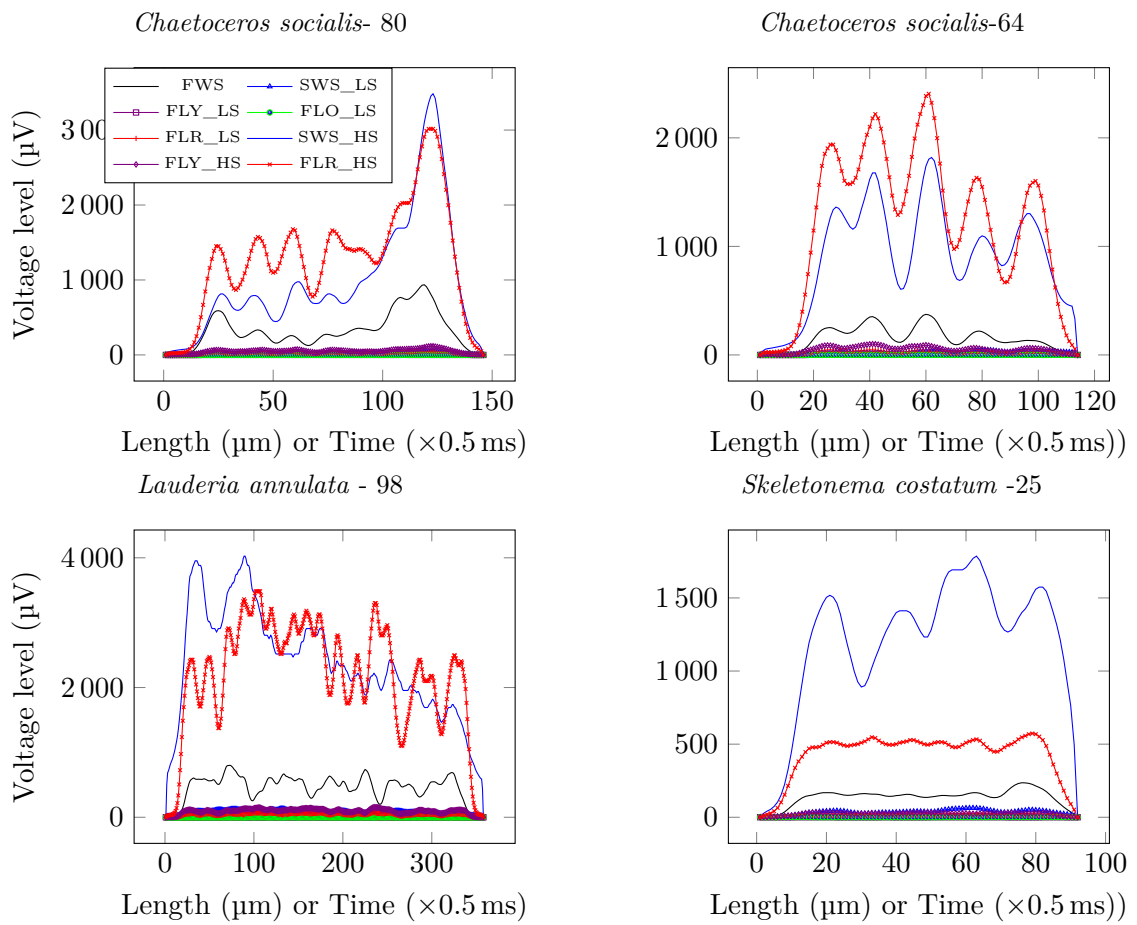 Chaetoceros socialis- 80
FWS SWS_LS
FLY_LS FLO_LS
FLR_LS SWS_HS
FLY_HS FLR_HS
Voltage level (µV)
0
1 000
2 000
3 000
0 50 100 150
Length (µm) or Time (×0.5 ms)
Chaetoceros socialis-64
0
1 000
2 000
0 20 40 60 80 100 120
Length (µm) or Time (×0.5 ms))
Lauderia annulata - 98
Voltage level (µV)
0
2 000
4 000
0 100 200 300
Length (µm) or Time (×0.5 ms)
Skeletonema costatum -25
0
500
1 000
1 500
0 20 40 60 80 100
Length (µm) or Time (×0.5 ms))